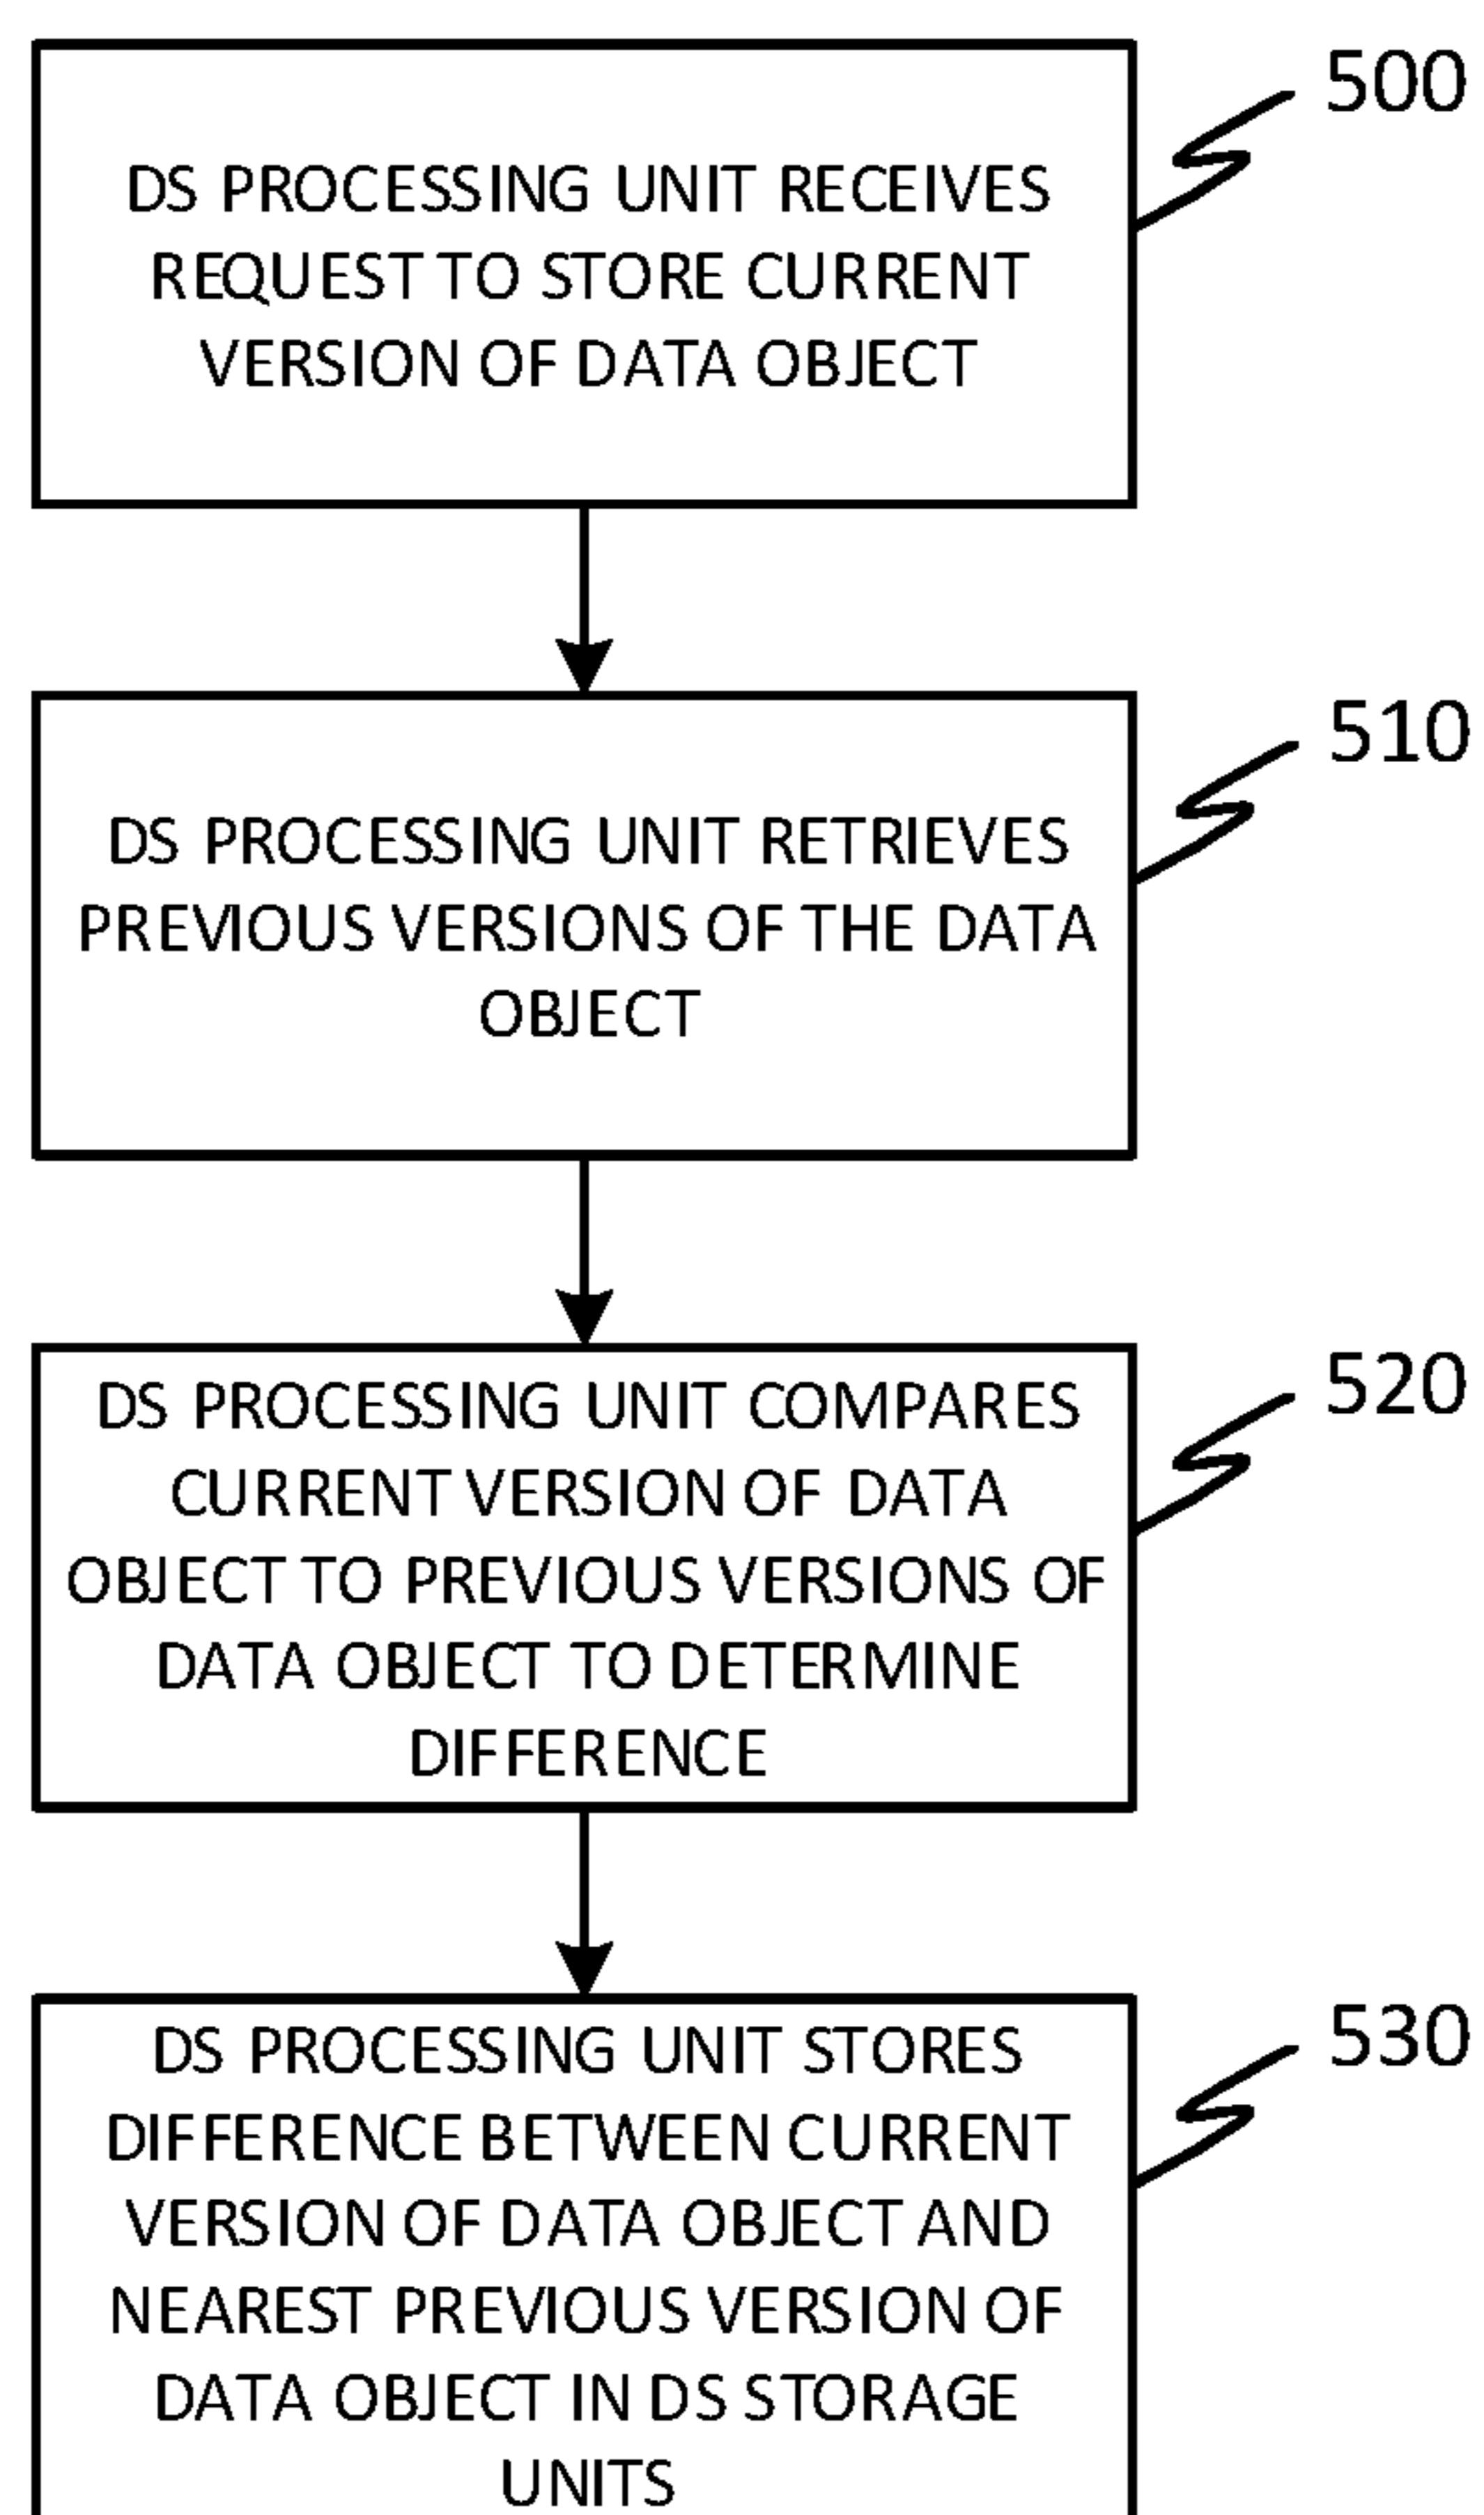 500
DS PROCESSING UNIT RECEIVES
REQUEST TO STORE CURRENT
VERSION OF DATA OBJECT
510
DS PROCESSING UNIT RETRIEVES
PREVIOUS VERSIONS OF THE DATA
OBJECT
520
DS PROCESSING UNIT COMPARES
CURRENT VERSION OF DATA
OBJECT TO PREVIOUS VERSIONS OF
DATA OBJECT TO DETERMINE
DIFFERENCE
530
DS PROCESSING UNIT STORES
DIFFERENCE BETWEEN CURRENT
VERSION OF DATA OBJECT AND
NEAREST PREVIOUS VERSION OF
DATA OBJECT IN DS STORAGE
UNITS